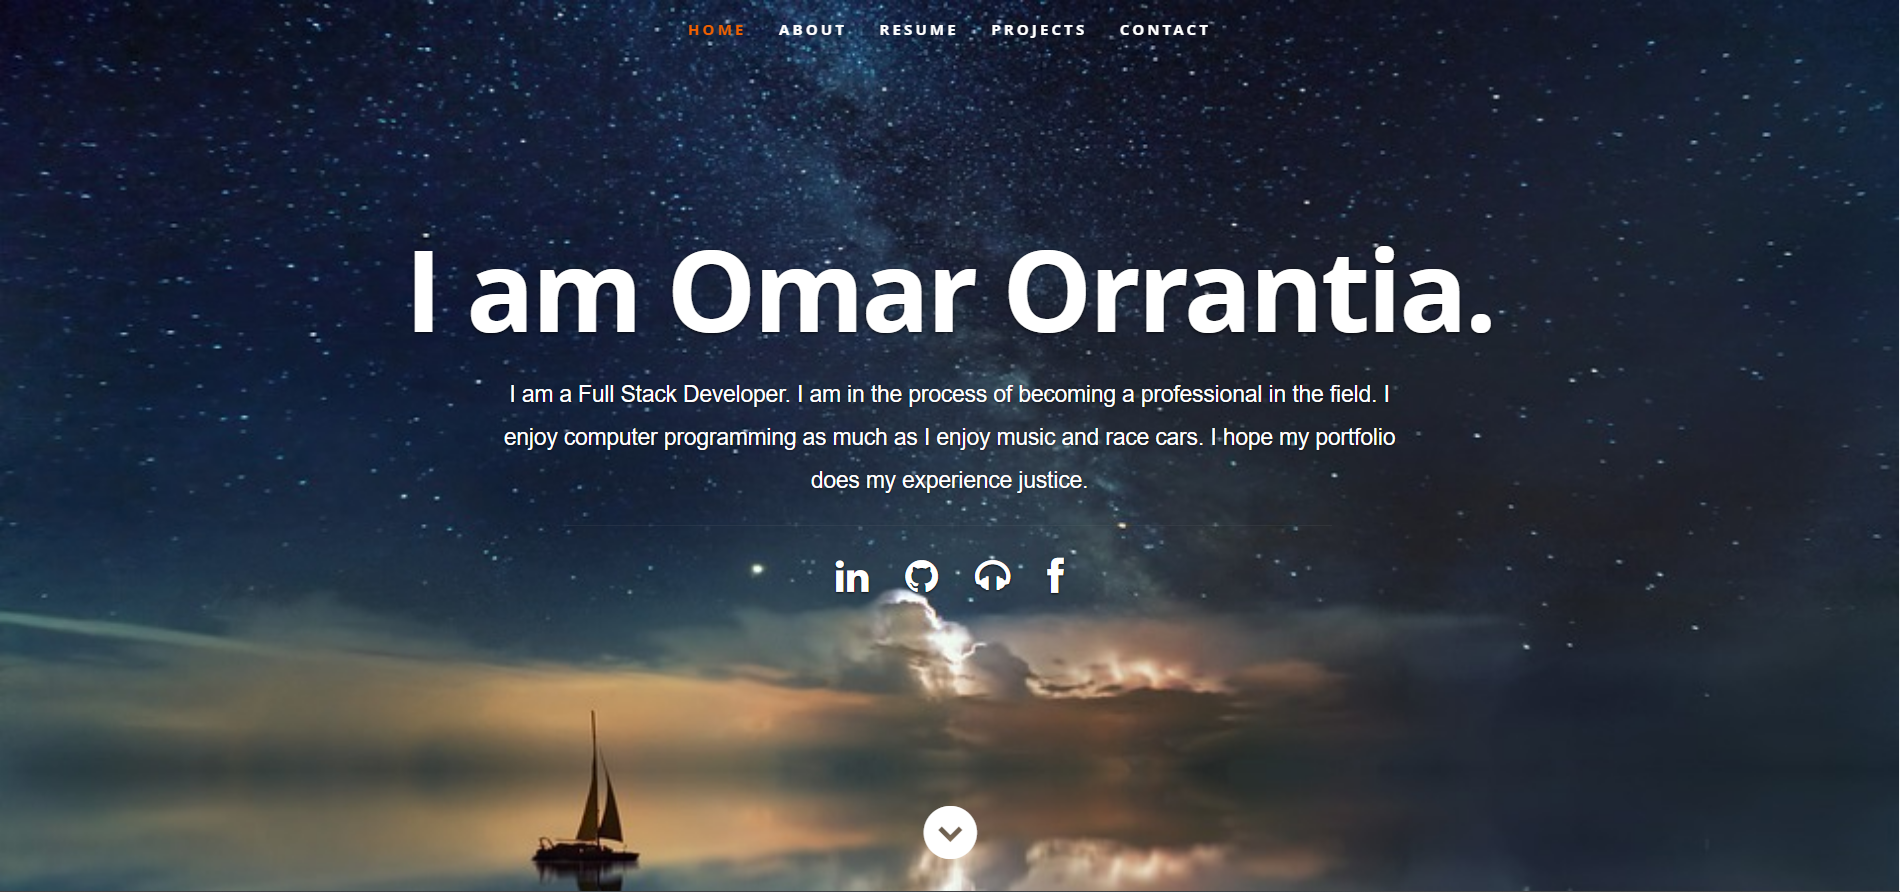 HOME ABOUT RESUME PROJECTS CONTACT
I am Omar Orrantia.
I am a Full Stack Developer. I am in the process of becoming a professional in the field. I
enjoy computer programming as much as I enjoy music and race cars. I hope my portfolio
does my experience justice.